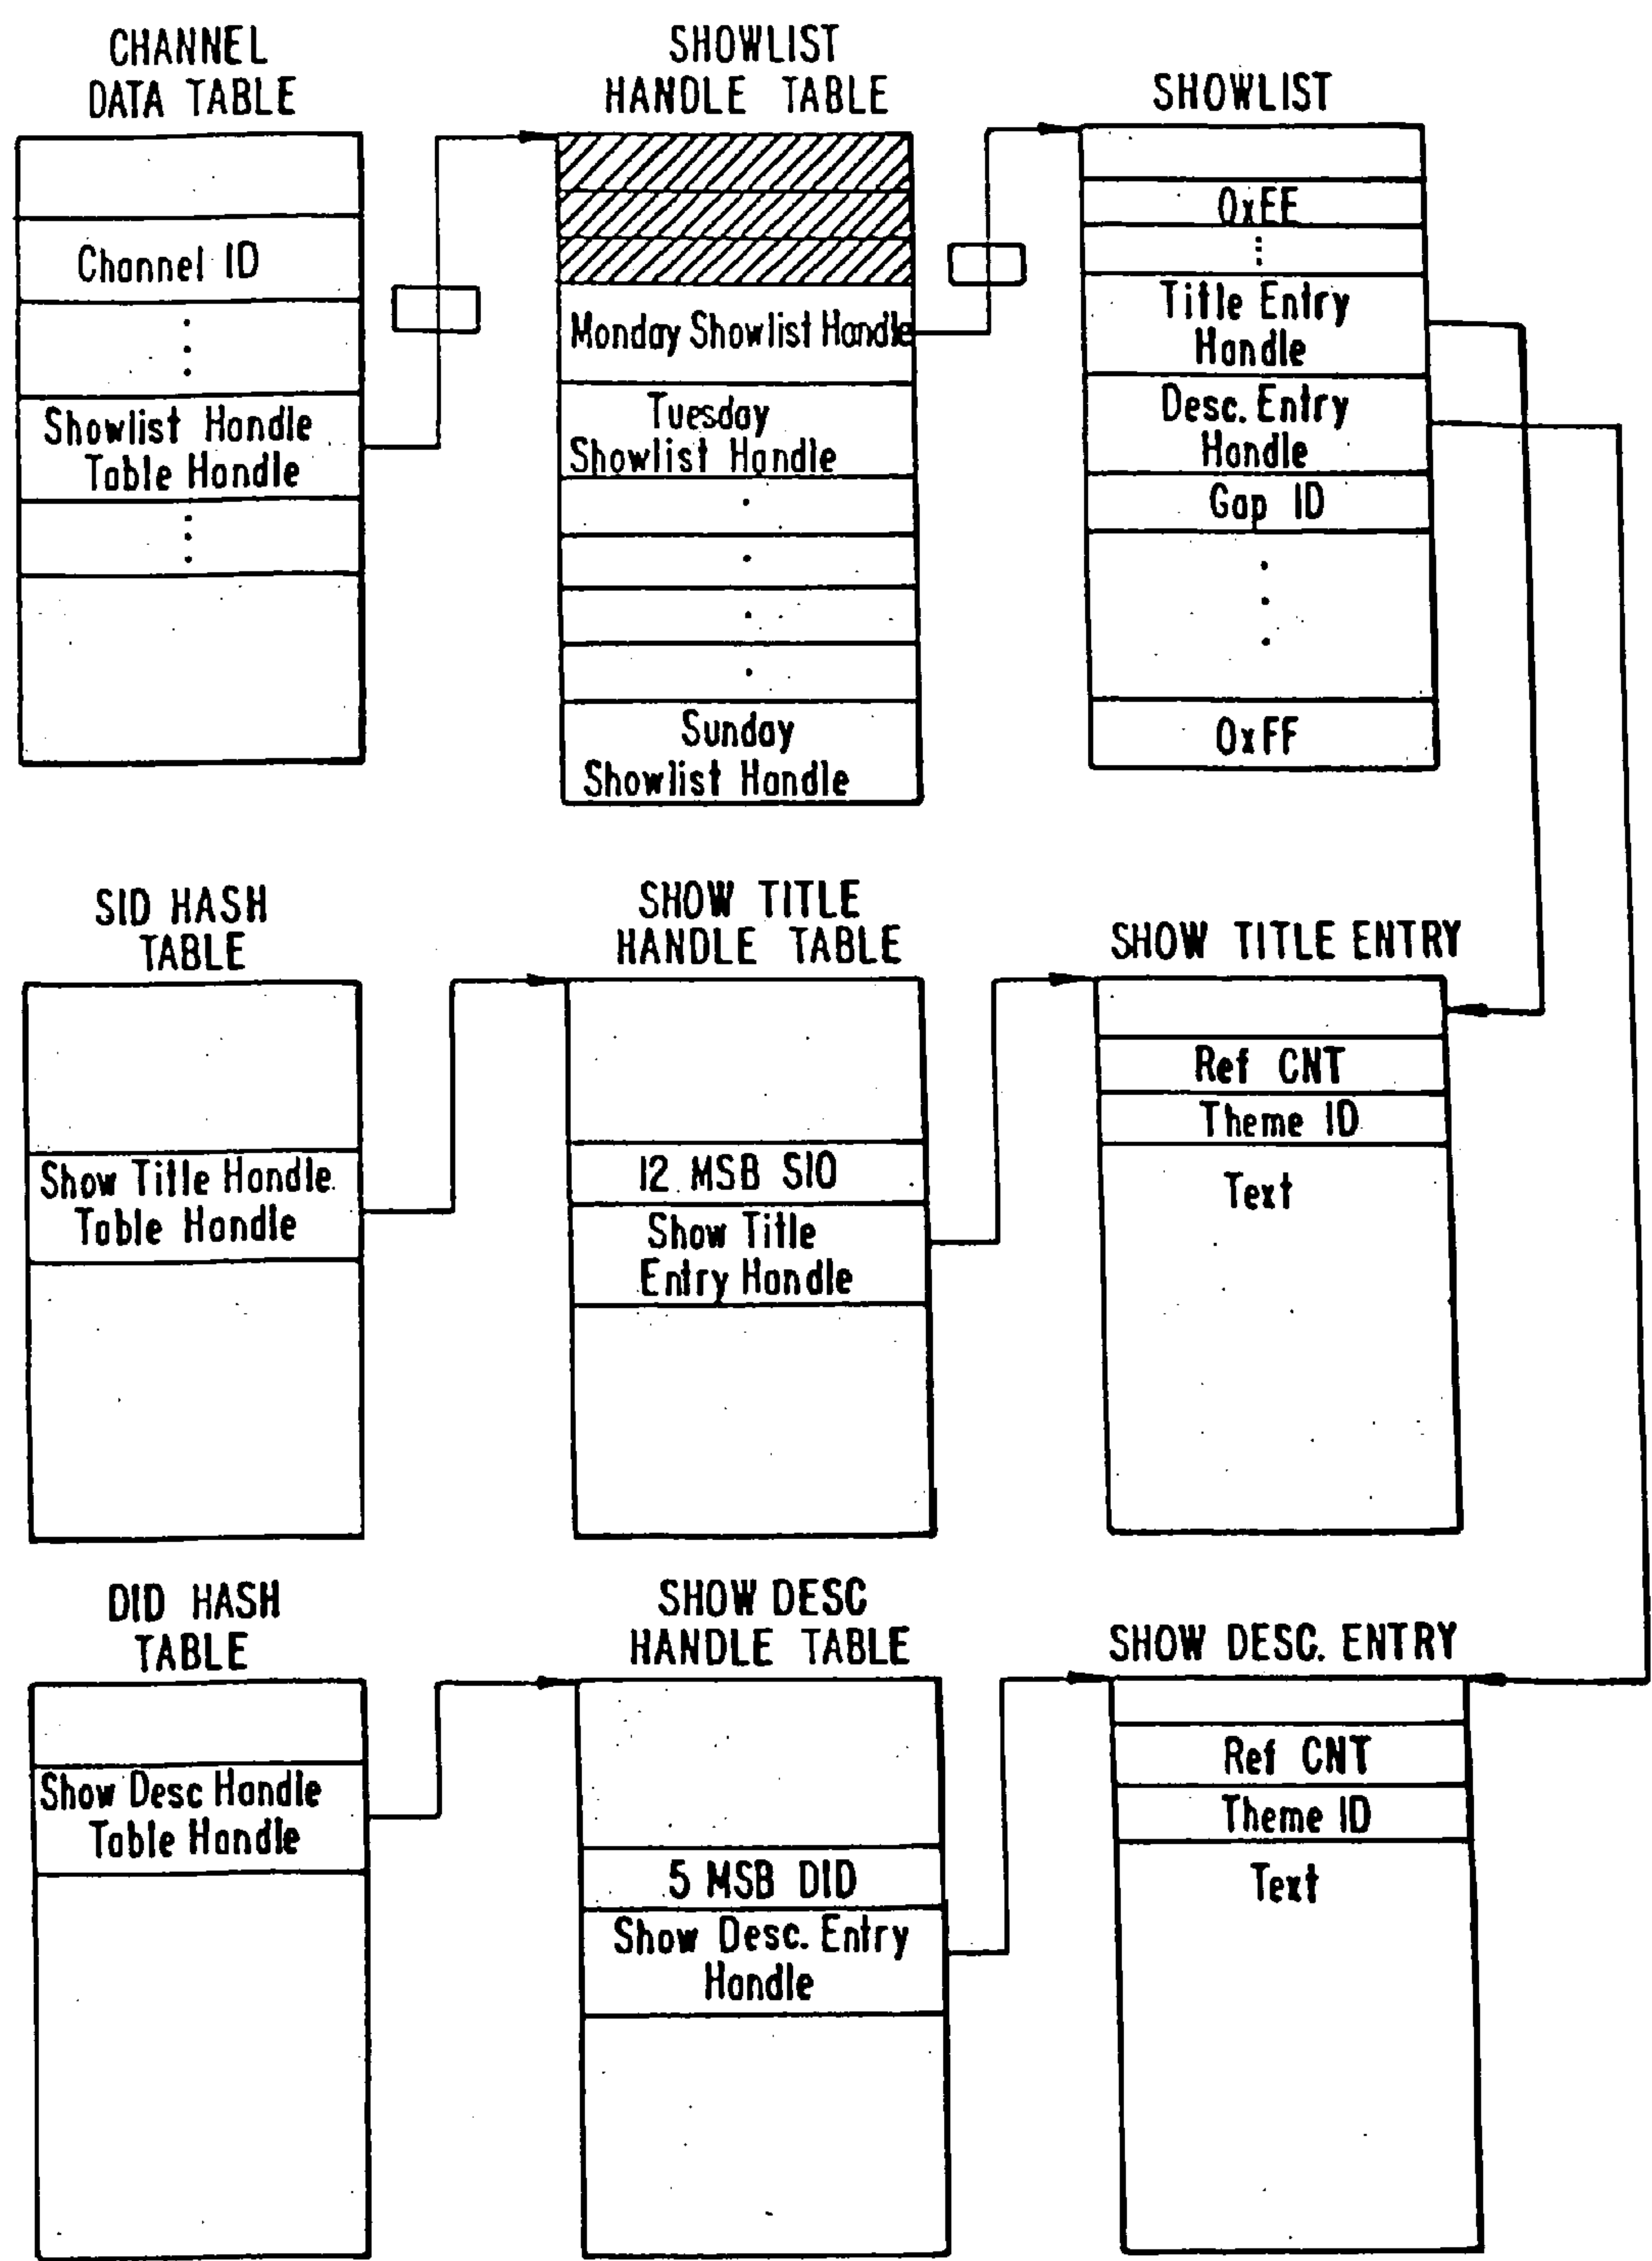 CHANNEL
DATA TABLE
Channel ID
Showlist Handle
Table Handle
SHOWLIST
HANDLE TABLE
Monday Showlist Handle
Tuesday
Showlist Handle
Sunday
Showlist Handle
SHOWLIST
0xEE
Title Entry
Handle
Desc. Entry
Handle
Gap ID
0xFF
SID HASH
TABLE
Show Title Handle
Table Handle
SHOW TITLE
HANDLE TABLE
12 MSB SID
Show Title
Entry Handle
SHOW TITLE ENTRY
Ref CNT
Theme ID
Text
DID HASH
TABLE
Show Desc Handle
Table Handle
SHOW DESC
HANDLE TABLE
5 MSB DID
Show Desc. Entry
Handle
SHOW DESC. ENTRY
Ref CNT
Theme ID
Text